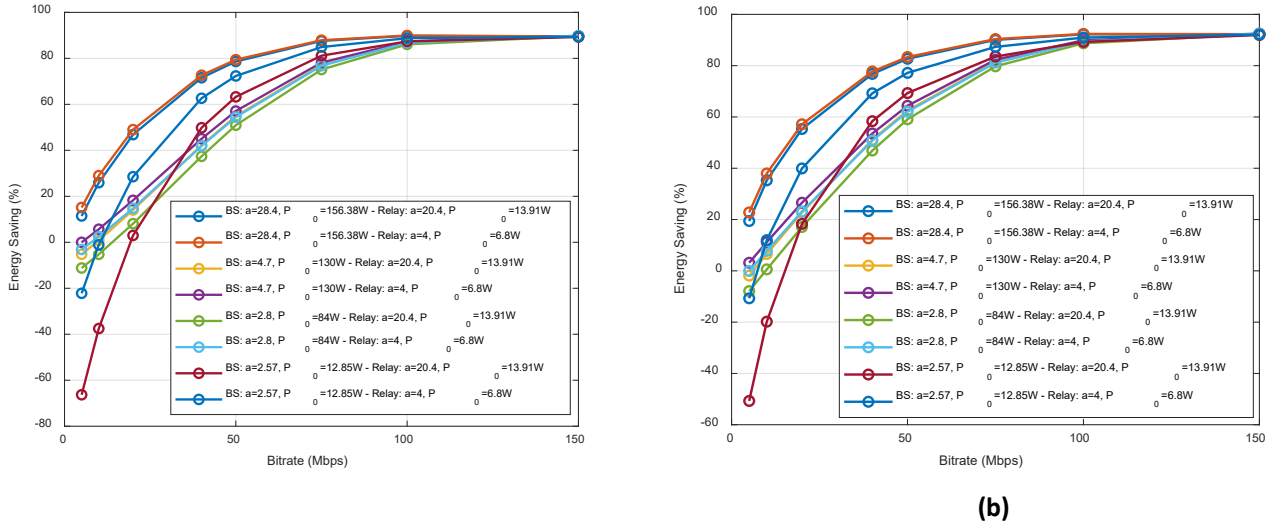 100
80
60
40
20
0
-20
-40
-60
-80
Energy Saving (%)
BS: a=28.4, P 0 =156.38W - Relay: a=20.4, P 0 =13.91W
BS: a=28.4, P 0 =156.38W - Relay: a=4, P 0 =6.8W
BS: a=4.7, P 0 =130W - Relay: a=20.4, P 0 =13.91W
BS: a=4.7, P 0 =130W - Relay: a=4, P 0 =6.8W
BS: a=2.8, P 0 =84W - Relay: a=20.4, P 0 =13.91W
BS: a=2.8, P 0 =84W - Relay: a=4, P 0 =6.8W
BS: a=2.57, P 0 =12.85W - Relay: a=20.4, P 0 =13.91W
BS: a=2.57, P 0 =12.85W - Relay: a=4, P 0 =6.8W
0 50 100 150
Bitrate (Mbps)
100
80
60
40
20
0
-20
-40
-60
Energy Saving (%)
BS: a=28.4, P 0 =156.38W - Relay: a=20.4, P 0 =13.91W
BS: a=28.4, P 0 =156.38W - Relay: a=4, P 0 =6.8W
BS: a=4.7, P 0 =130W - Relay: a=20.4, P 0 =13.91W
BS: a=4.7, P 0 =130W - Relay: a=4, P 0 =6.8W
BS: a=2.8, P 0 =84W - Relay: a=20.4, P 0 =13.91W
BS: a=2.8, P 0 =84W - Relay: a=4, P 0 =6.8W
BS: a=2.57, P 0 =12.85W - Relay: a=20.4, P 0 =13.91W
BS: a=2.57, P 0 =12.85W - Relay: a=4, P 0 =6.8W
0 50 100 150
Bitrate (Mbps)
(b)